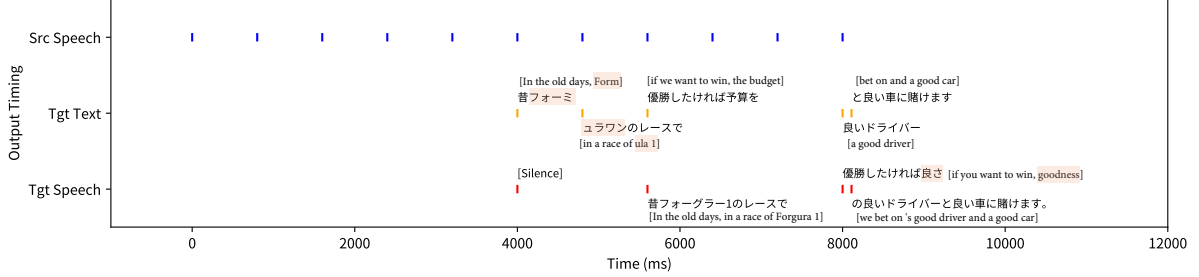 Output Timing
Src Speech
[In the old days, Form]
[if we want to win, the budget]
[bet on and a good car]
昔フォーミ
優勝したければ予算を
と良い車に賭けます
Tgt Text
ュラワンのレースで
良いドライバー
[in a race of ula 1]
[a good driver]
[Silence]
優勝したければ良さ [if you want to win, goodness]
Tgt Speech
昔フォーグラー1のレースで
の良いドライバーと良い車に賭けます。
[In the old days, in a race of Forgura 1]
[we bet on 's good driver and a good car]
0 2000 4000 6000 8000 10000 12000
Time (ms)